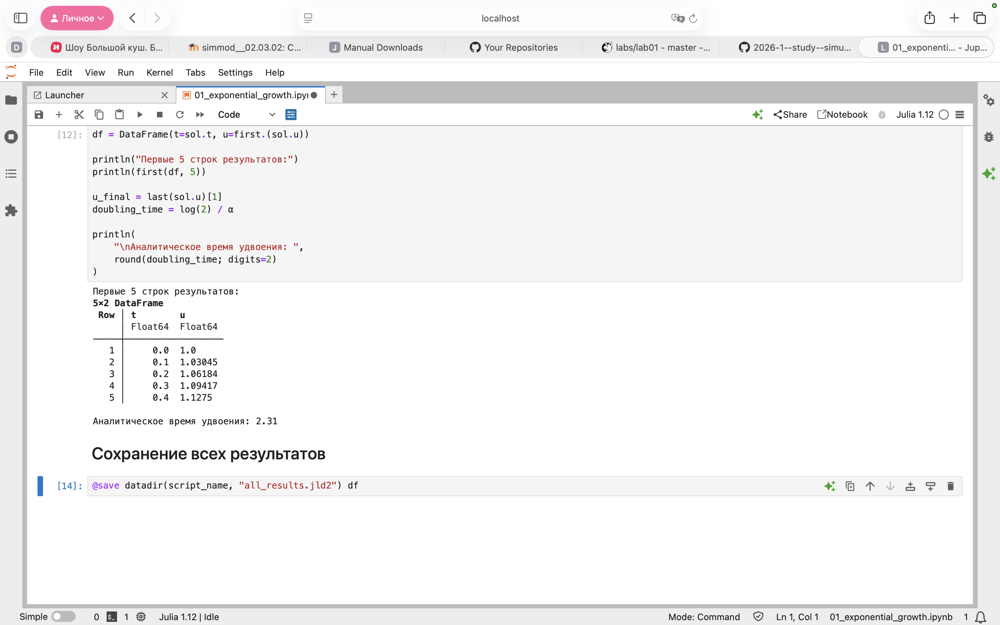 Личное
localhost
D
Шоу Большой куш. Б...
simmod__02.03.02: C...
J Manual Downloads
Your Repositories
labs/lab01 - master -...
2026-1--study--simu...
L 01_exponenti... - Jup...
File Edit View Run Kernel Tabs Settings Help
Launcher
01_exponential_growth.ipyn
Code
Share
Notebook
Julia 1.12
[12]:
df = DataFrame(t=sol.t, u=first.(sol.u))
println("Первые 5 строк результатов:")
println(first(df, 5))
u_final = last(sol.u)[1]
doubling_time = log(2) / α
println(
"\nАналитическое время удвоения: ",
round(doubling_time; digits=2)
)
Первые 5 строк результатов:
5×2 DataFrame
Row │ t u
│ Float64 Float64
1 │ 0.0 1.0
2 │ 0.1 1.03045
3 │ 0.2 1.06184
4 │ 0.3 1.09417
5 │ 0.4 1.1275
Аналитическое время удвоения: 2.31
Сохранение всех результатов
[14]: @save datadir(script_name, "all_results.jld2") df
Simple 0 $_ 1 Julia 1.12 | Idle Mode: Command Ln 1, Col 1 01_exponential_growth.ipynb 1